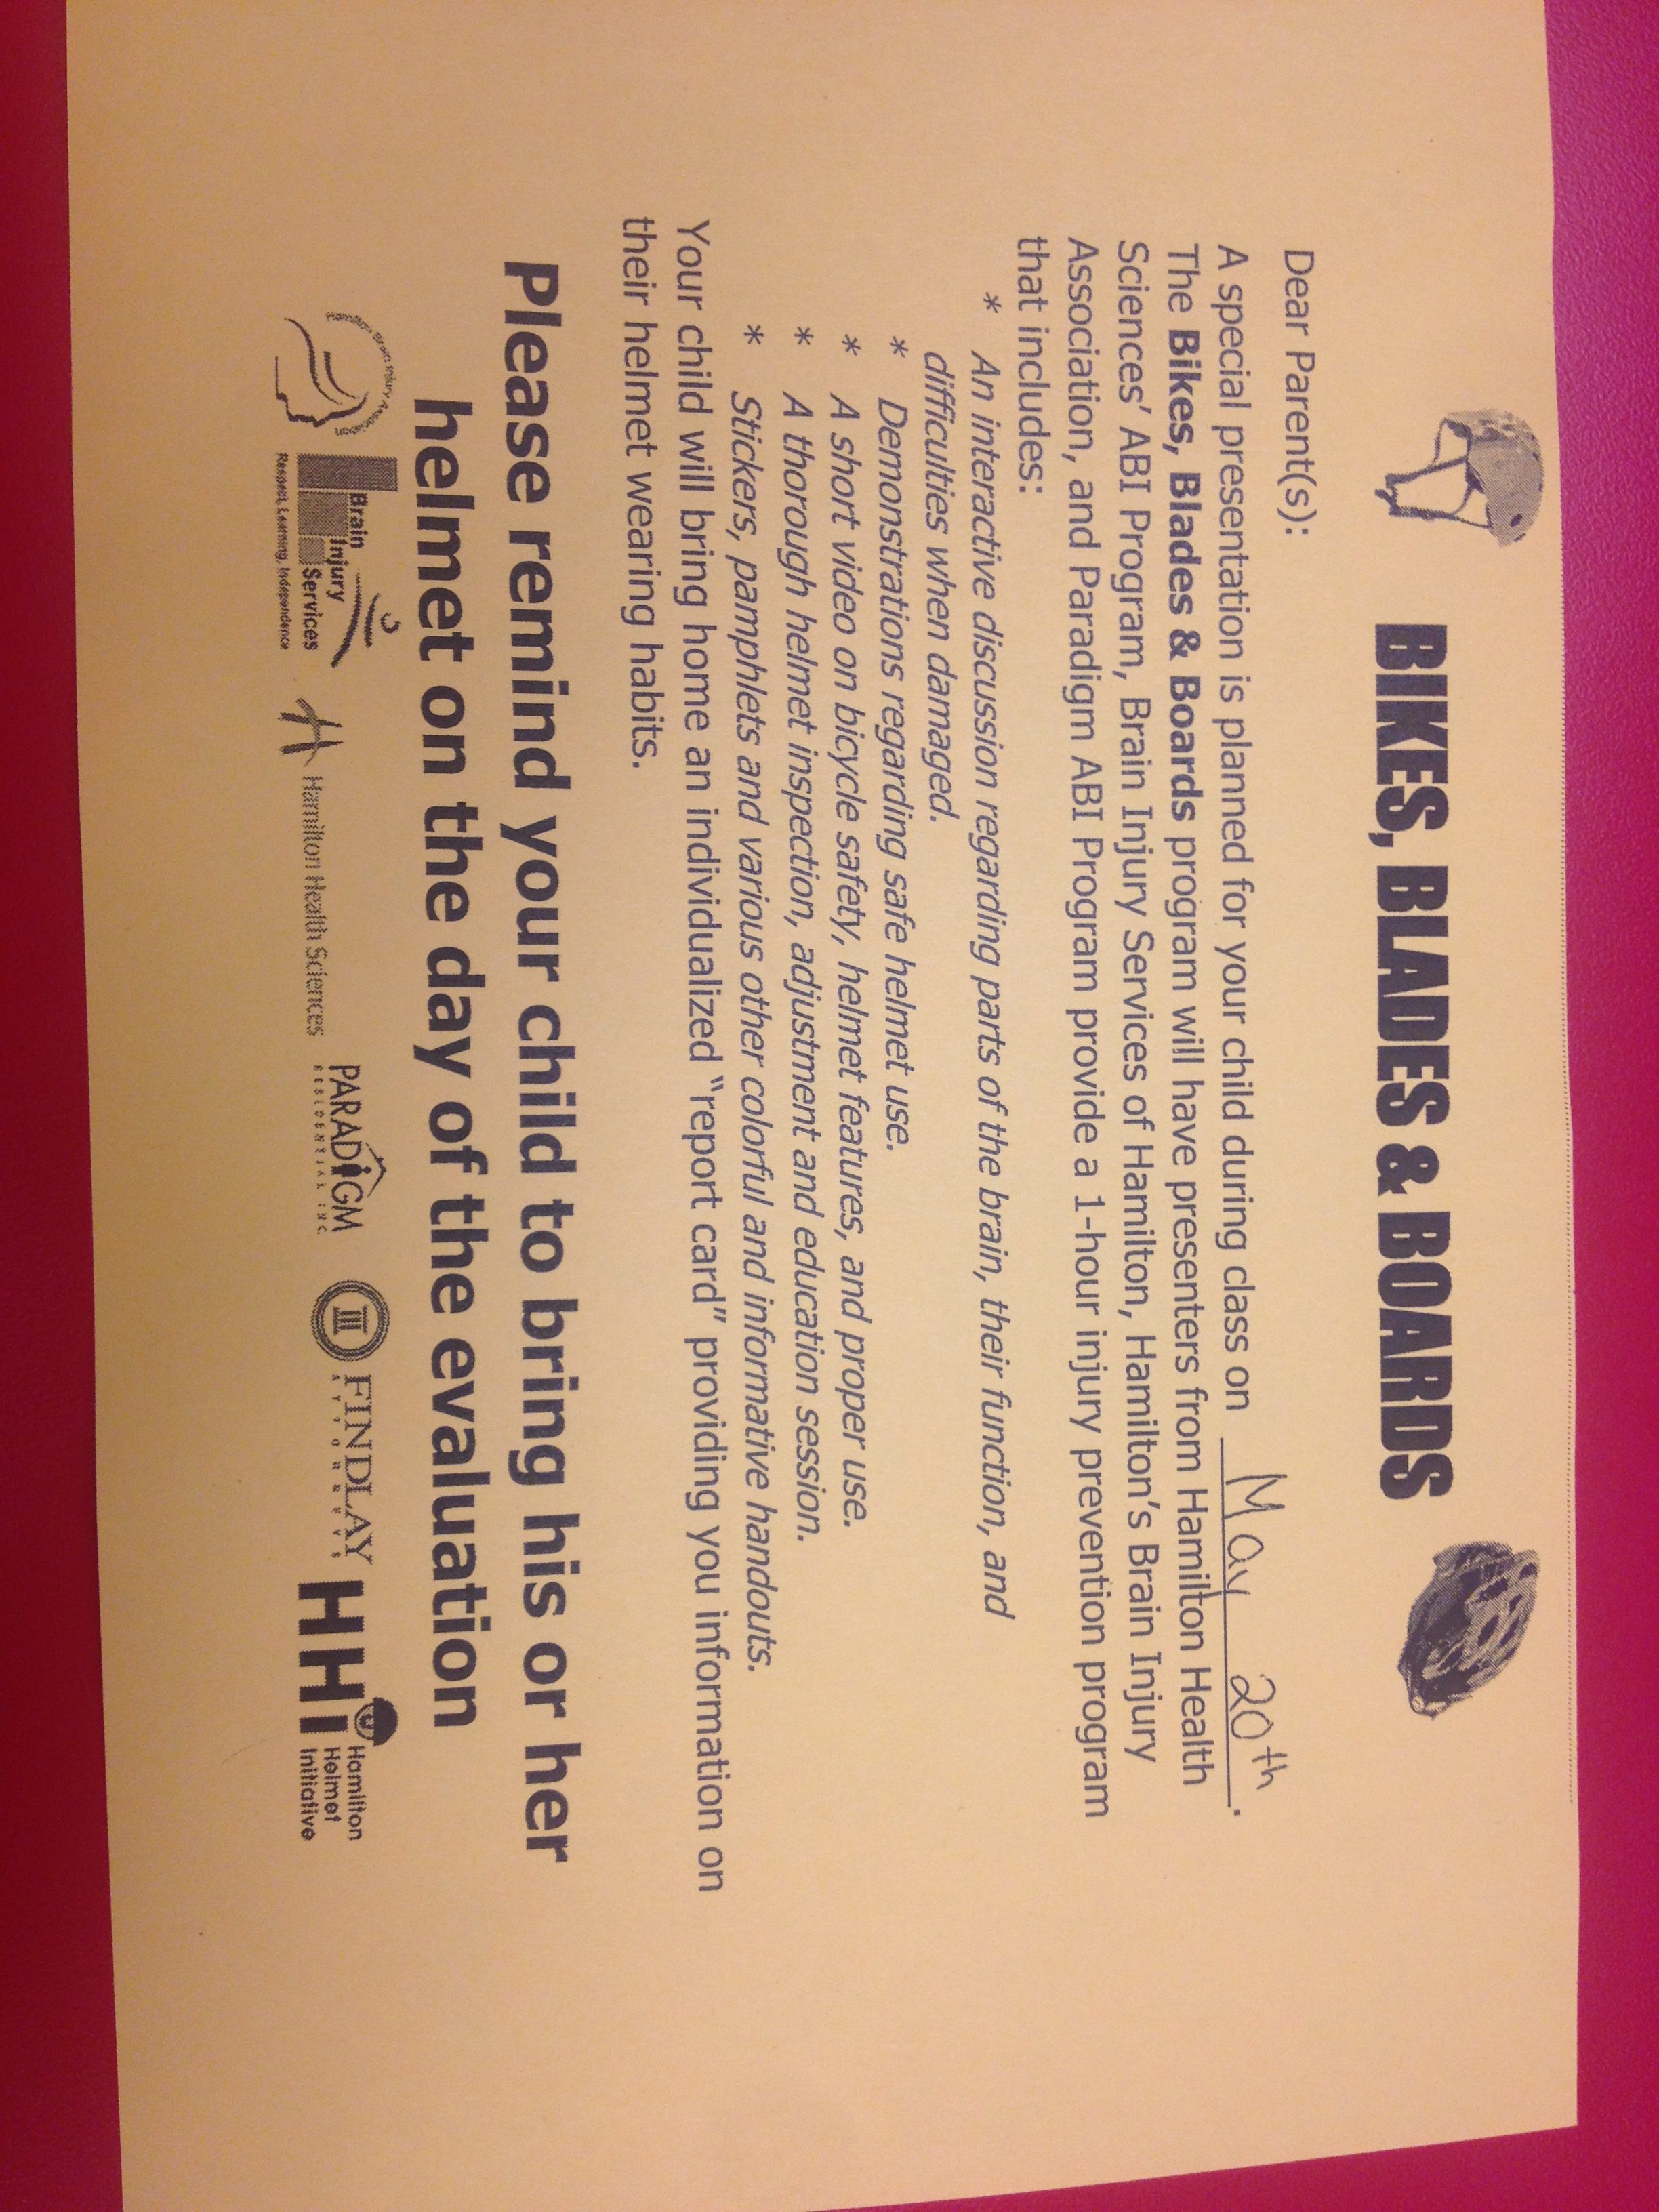 BIKES, BLADES & BOARDS
Dear Parent(s):
A special presentation is planned for your child during class on May 20th.
The Bikes, Blades & Boards program will have presenters from Hamilton Health
Sciences’ ABI Program, Brain Injury Services of Hamilton, Hamilton’s Brain Injury
Association, and Paradigm ABI Program provide a 1-hour injury prevention program
that includes:
* An interactive discussion regarding parts of the brain, their function, and
difficulties when damaged.
* Demonstrations regarding safe helmet use.
* A short video on bicycle safety, helmet features, and proper use.
* A thorough helmet inspection, adjustment and education session.
* Stickers, pamphlets and various other colorful and informative handouts.
Your child will bring home an individualized “report card” providing you information on
their helmet wearing habits.
Please remind your child to bring his or her
helmet on the day of the evaluation
Brain
Injury
Services
Respect, Learning, Independence
Hamilton Health Sciences
PARADIGM
RESIDENTIAL INC
FINDLAY
ATTORNEYS
HHI
Hamilton
Helmet
Initiative